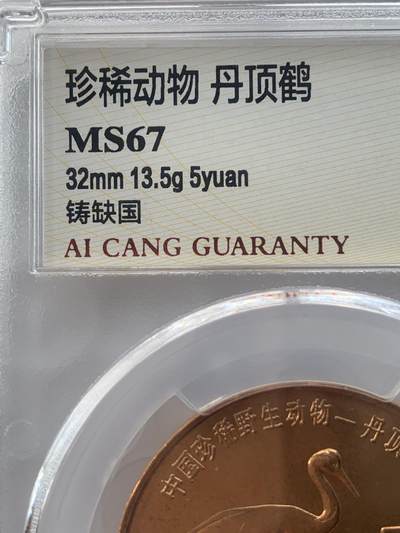 珍稀动物 丹顶鹤
MS67
32mm 13.5g 5yuan
铸缺国
AI CANG GUARANTY
中国珍稀野生动物—丹顶